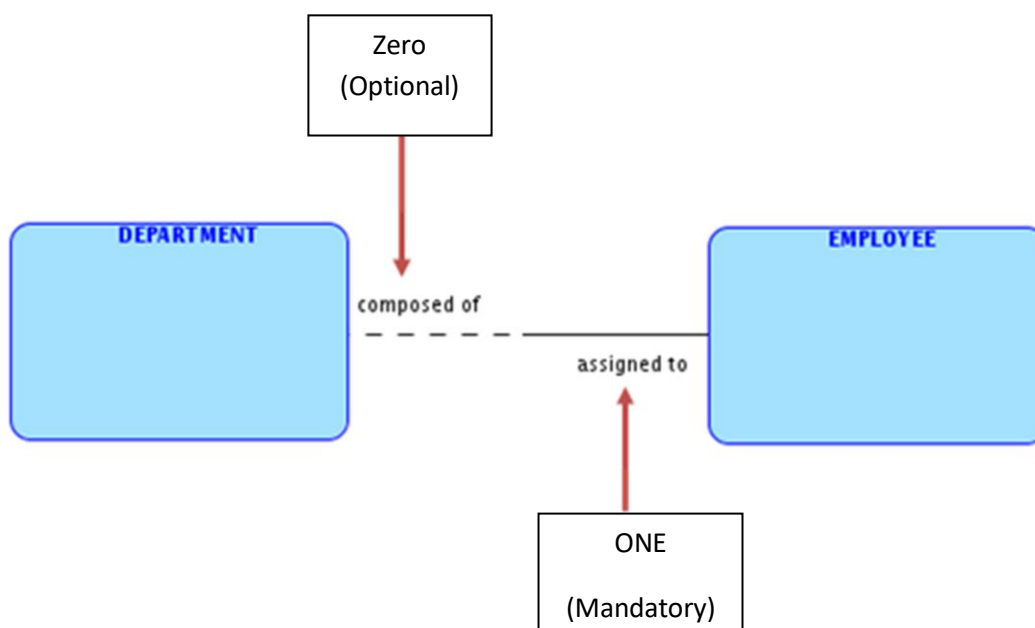 Zero
(Optional)
DEPARTMENT
EMPLOYEE
composed of
assigned to
ONE
(Mandatory)